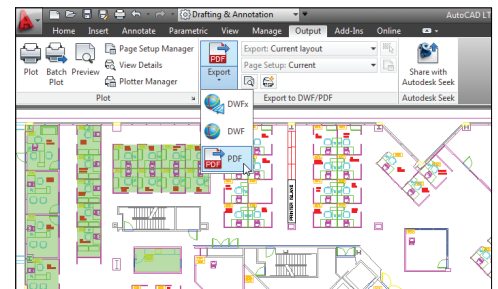 Drafting & Annotation
AutoCAD LT
Home Insert Annotate Parametric View Manage Output Add-Ins Online
Plot
Batch Plot
Preview
Page Setup Manager
View Details
Plotter Manager
Plot
PDF
Export
Export: Current layout
Page Setup: Current
Export to DWF/PDF
Share with
Autodesk Seek
Autodesk Seek
DWFx
DWF
PDF
PDF
PRINTER ISLAND